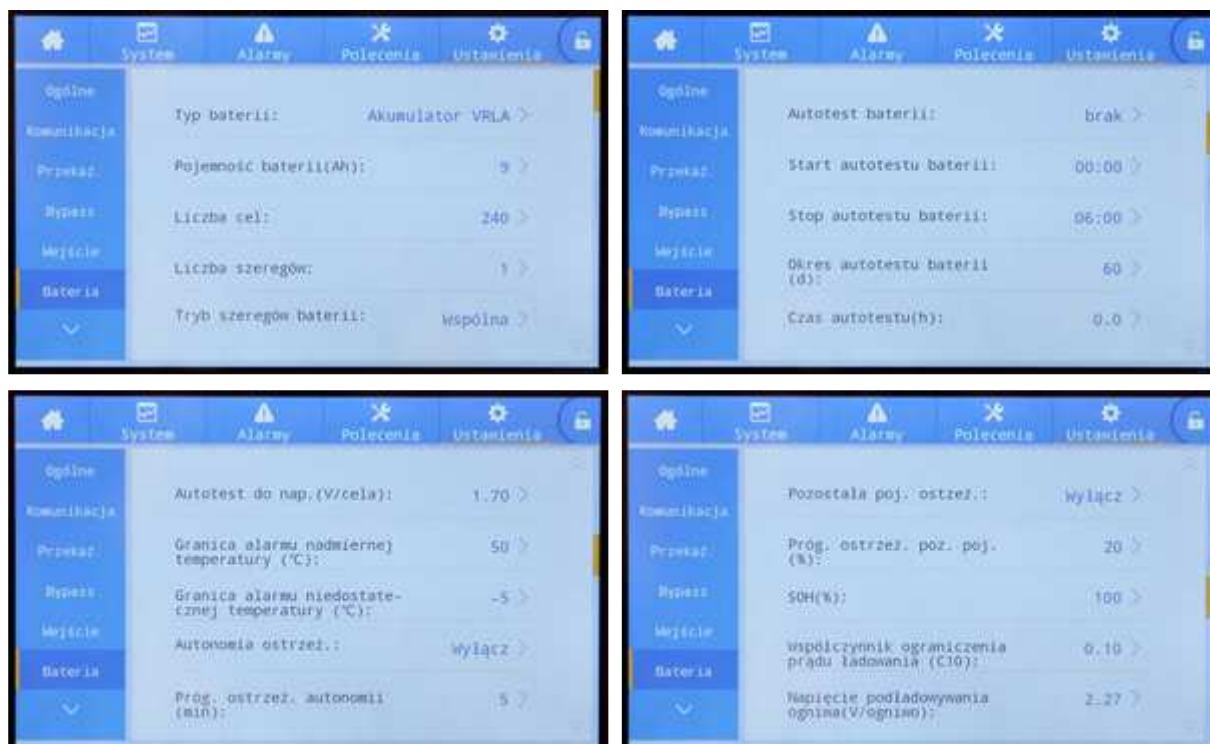 System Alarmy Polecenia Ustawienia
Ogólne
Komunikacja
Przekaź.
Bypass
Wejście
Bateria
Typ baterii: Akumulator VRLA >
Pojemność baterii(Ah): 9 >
Liczba cel: 240 >
Liczba szeregów: 1 >
Tryb szeregów baterii: Wspólna >
System Alarmy Polecenia Ustawienia
Ogólne
Komunikacja
Przekaź.
Bypass
Wejście
Bateria
Autotest baterii: brak >
Start autotestu baterii: 00:00 >
Stop autotestu baterii: 06:00 >
Okres autotestu baterii
(d): 60 >
Czas autotestu(h): 0.0 >
System Alarmy Polecenia Ustawienia
Ogólne
Komunikacja
Przekaź.
Bypass
Wejście
Bateria
Autotest do nap.(V/cela): 1.70 >
Granica alarmu nadmiernej
temperatury (℃): 50 >
Granica alarmu niedostate-
cznej temperatury (℃): -5 >
Autonomia ostrzeż.: Wyłącz >
Próg. ostrzeż. autonomii
(min): 5 >
System Alarmy Polecenia Ustawienia
Ogólne
Komunikacja
Przekaź.
Bypass
Wejście
Bateria
Pozostała poj. ostrzeż.: Wyłącz >
Próg. ostrzeż. poz. poj.
(%): 20 >
SOH(%): 100 >
Współczynnik ograniczenia
prądu ładowania (C10): 0.10 >
Napięcie podładowywania
ogniwa(V/ogniwo): 2.27 >